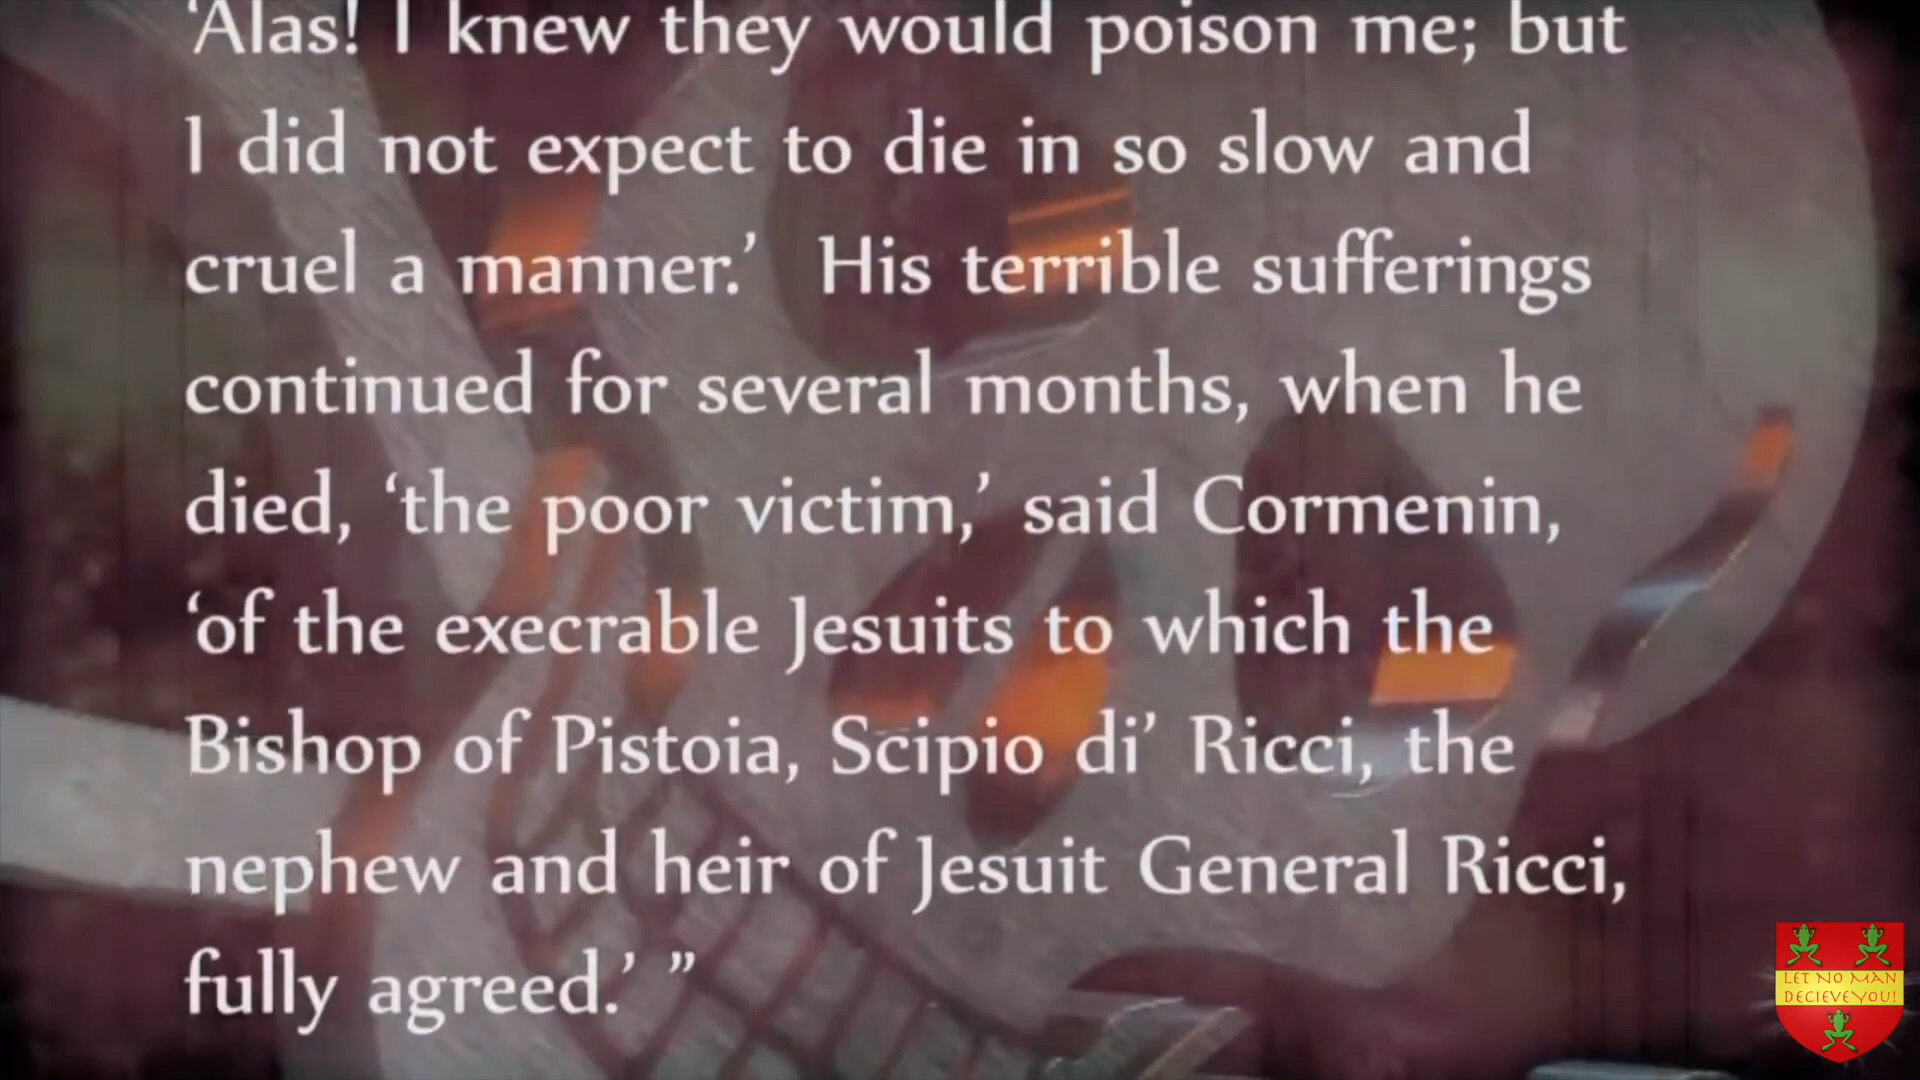 ‘Alas! I knew they would poison me; but
I did not expect to die in so slow and
cruel a manner.’ His terrible sufferings
continued for several months, when he
died, ‘the poor victim,’ said Cormenin,
‘of the execrable Jesuits to which the
Bishop of Pistoia, Scipio di’ Ricci, the
nephew and heir of Jesuit General Ricci,
fully agreed.’ ”
LET NO MAN
DECIEVE YOU!